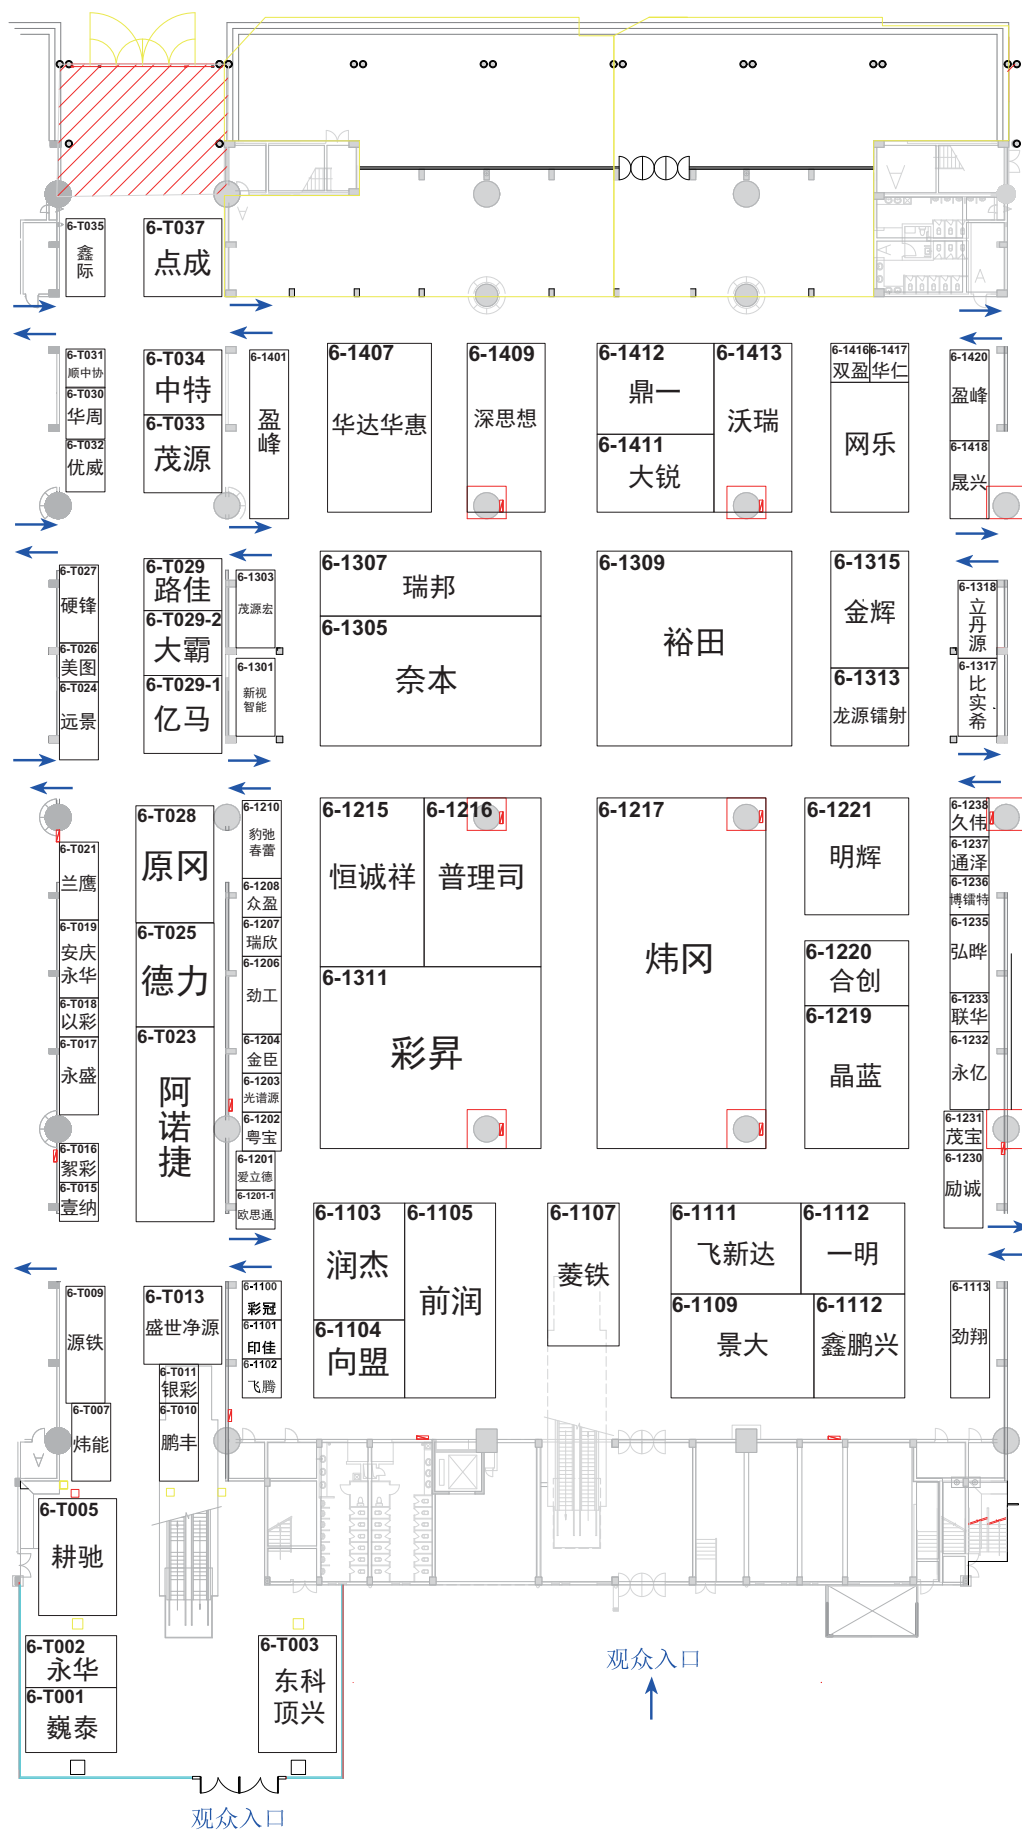 6-T035
鑫
际
6-T037
点成
6-T031
顺中协
6-T030
华周
6-T032
优威
6-T034
中特
6-T033
茂源
6-1401
盈
峰
6-1407
华达华惠
6-1409
深思想
6-1412
鼎一
6-1411
大锐
6-1413
沃瑞
6-1416
双盈
6-1417
华仁
网乐
6-1420
盈峰
6-1418
晟兴
6-T027
硬锋
6-T026
美图
6-T024
远景
6-T029
路佳
6-T029-2
大霸
6-T029-1
亿马
6-1303
茂源宏
6-1301
新视
智能
6-1307
瑞邦
6-1305
奈本
6-1309
裕田
6-1315
金辉
6-1313
龙源镭射
6-1318
立
丹
源
6-1317
比
实
希
6-T021
兰鹰
6-T019
安庆
永华
6-T018
以彩
6-T017
永盛
6-T016
絮彩
6-T015
壹纳
6-T028
原冈
6-T025
德力
6-T023
阿
诺
捷
6-1210
豹弛
春蕾
6-1208
众盈
6-1207
瑞欣
6-1206
劲工
6-1204
金臣
6-1203
光谱源
6-1202
粤宝
6-1201
爱立德
6-1201-1
欧思通
6-1215
恒诚祥
6-1216
普理司
6-1311
彩昇
6-1217
炜冈
6-1221
明辉
6-1220
合创
6-1219
晶蓝
6-1238
久伟
6-1237
通泽
6-1236
博镭特
6-1235
弘晔
6-1233
联华
6-1232
永亿
6-1231
茂宝
6-1230
励诚
6-T009
源铁
6-T007
炜能
6-T013
盛世净源
6-T011
银彩
6-T010
鹏丰
6-1100
彩冠
6-1101
印佳
6-1102
飞腾
6-1103
润杰
6-1104
向盟
6-1105
前润
6-1107
菱铁
6-1111
飞新达
6-1112
一明
6-1109
景大
6-1112
鑫鹏兴
6-1113
劲翔
6-T005
耕驰
6-T002
永华
6-T001
巍泰
6-T003
东科
顶兴
观众入口
观众入口